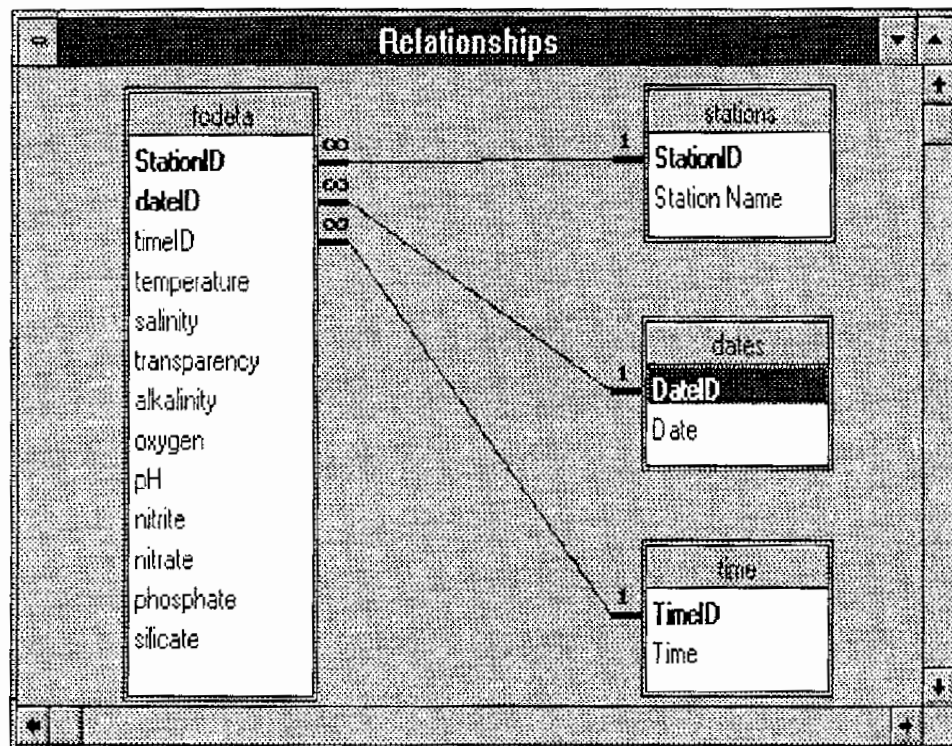 Relationships
fodata
StationID
dateID
timeID
temperature
salinity
transparency
alkalinity
oxygen
pH
nitrite
nitrate
phosphate
silicate
∞
∞
∞
1
1
1
stations
StationID
Station Name
dates
DateID
Date
time
TimeID
Time